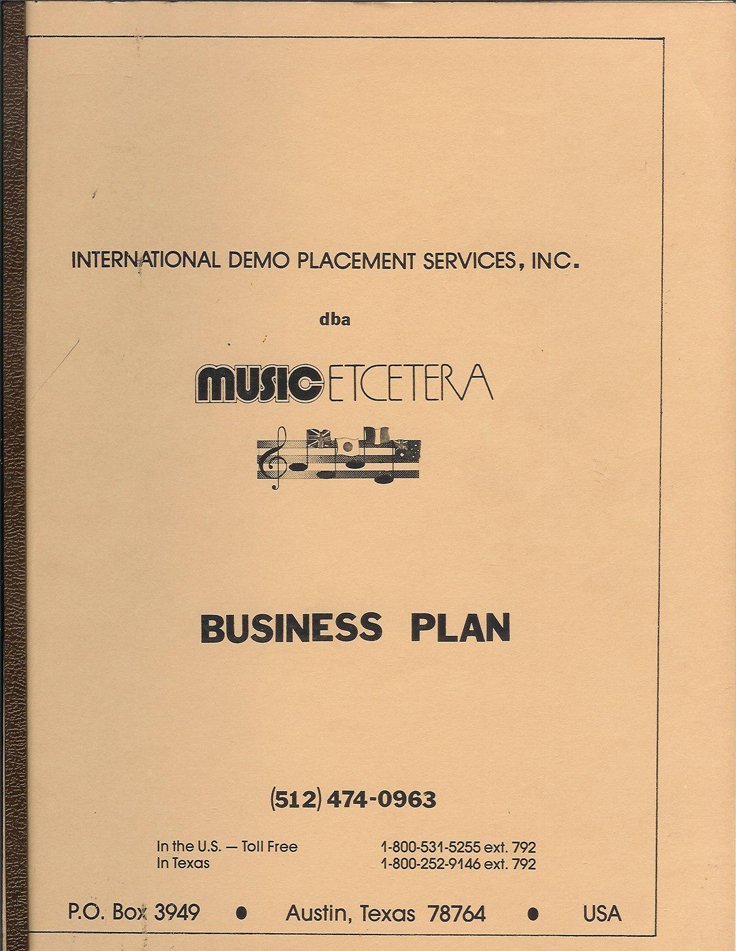 INTERNATIONAL DEMO PLACEMENT SERVICES, INC.
dba
MUSIC ETCETERA
BUSINESS PLAN
(512) 474-0963
In the U.S. — Toll Free 1-800-531-5255 ext. 792
In Texas 1-800-252-9146 ext. 792
P.O. Box 3949 • Austin, Texas 78764 • USA